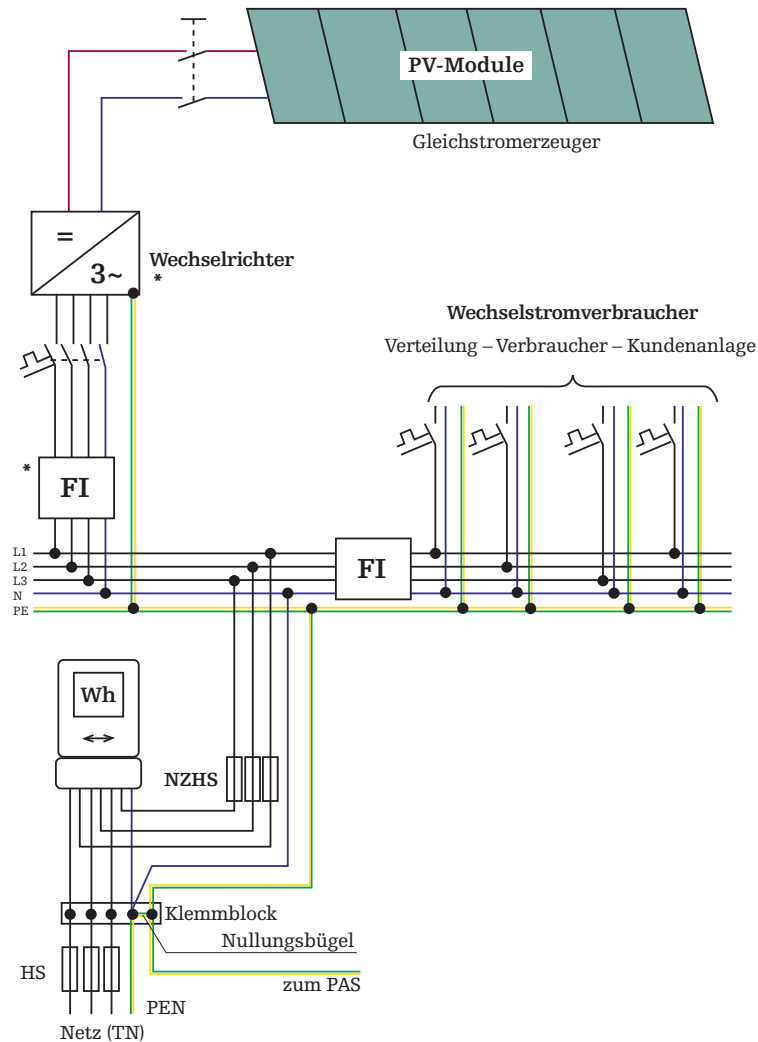 PV-Module
Gleichstromerzeuger
=
3~
Wechselrichter
*
Wechselstromverbraucher
Verteilung – Verbraucher – Kundenanlage
*
FI
FI
L1
L2
L3
N
PE
Wh
NZHS
Klemmblock
Nullungsbügel
HS
zum PAS
PEN
Netz (TN)